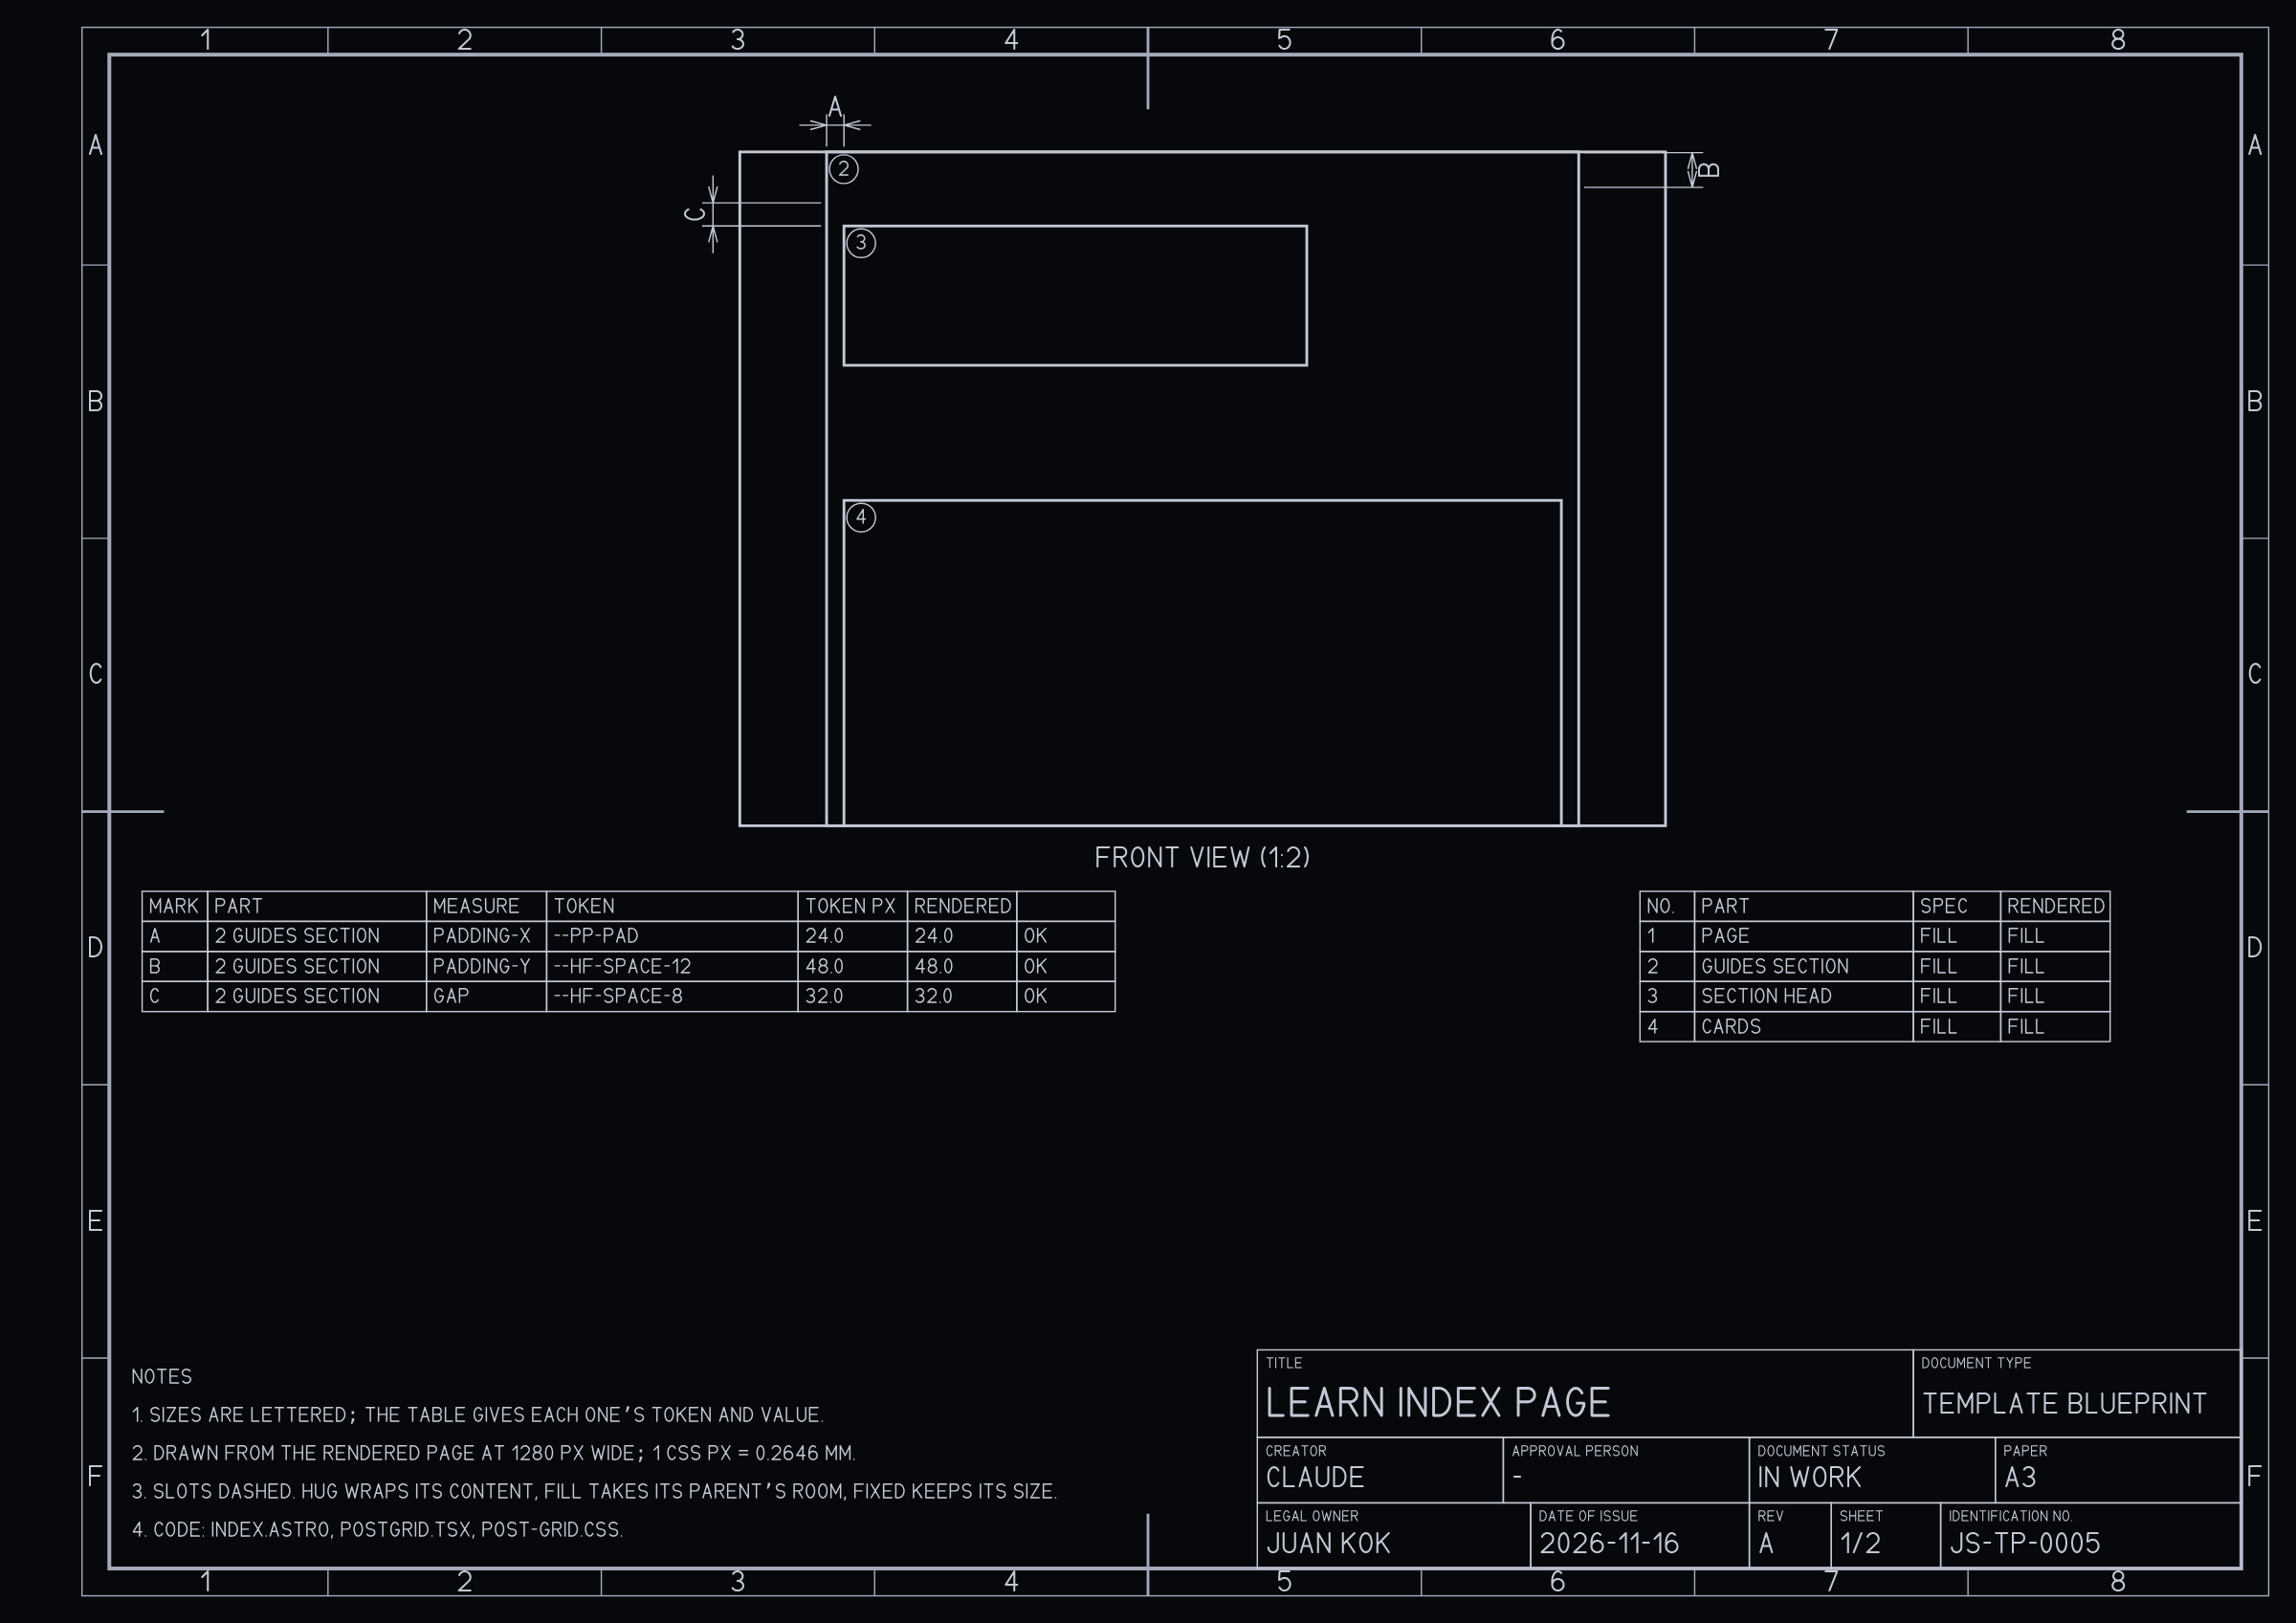 1 2 3 4 5 6 7 8
A A
B B
C C
D D
E E
F F
A
B
C
2
3
4
FRONT VIEW (1:2)
MARK PART MEASURE TOKEN TOKEN PX RENDERED
A 2 GUIDES SECTION PADDING-X --PP-PAD 24.0 24.0 OK
B 2 GUIDES SECTION PADDING-Y --HF-SPACE-12 48.0 48.0 OK
C 2 GUIDES SECTION GAP --HF-SPACE-8 32.0 32.0 OK
NO. PART SPEC RENDERED
1 PAGE FILL FILL
2 GUIDES SECTION FILL FILL
3 SECTION HEAD FILL FILL
4 CARDS FILL FILL
NOTES
1. SIZES ARE LETTERED; THE TABLE GIVES EACH ONE'S TOKEN AND VALUE.
2. DRAWN FROM THE RENDERED PAGE AT 1280 PX WIDE; 1 CSS PX = 0.2646 MM.
3. SLOTS DASHED. HUG WRAPS ITS CONTENT, FILL TAKES ITS PARENT'S ROOM, FIXED KEEPS ITS SIZE.
4. CODE: INDEX.ASTRO, POSTGRID.TSX, POST-GRID.CSS.
TITLE DOCUMENT TYPE
LEARN INDEX PAGE TEMPLATE BLUEPRINT
CREATOR APPROVAL PERSON DOCUMENT STATUS PAPER
CLAUDE - IN WORK A3
LEGAL OWNER DATE OF ISSUE REV SHEET IDENTIFICATION NO.
JUAN KOK 2026-11-16 A 1/2 JS-TP-0005
1 2 3 4 5 6 7 8